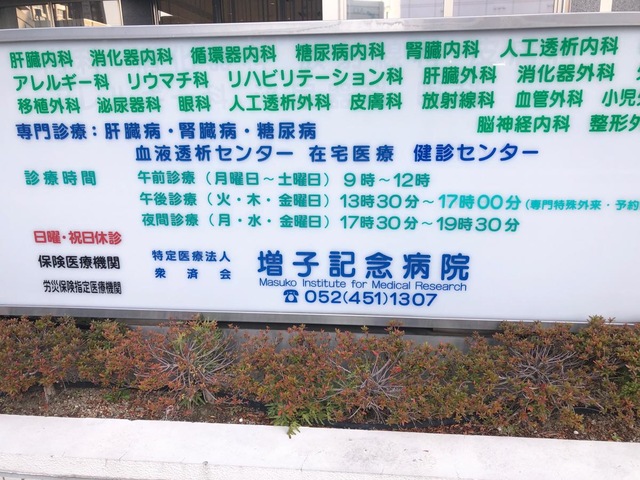 肝臓内科 消化器内科 循環器内科 糖尿病内科 腎臓内科 人工透析内科
アレルギー科 リウマチ科 リハビリテーション科 肝臓外科 消化器外科
移植外科 泌尿器科 眼科 人工透析外科 皮膚科 放射線科 血管外科 小児
脳神経内科 整形外
専門診療：肝臓病・腎臓病・糖尿病
血液透析センター 在宅医療 健診センター
診療時間 午前診療（月曜日～土曜日）9時～12時
午後診療（火・木・金曜日）13時30分～17時00分（専門特殊外来・予約
夜間診療（月・水・金曜日）17時30分～19時30分
日曜・祝日休診
保険医療機関
労災保険指定医療機関
特定医療法人
衆済会
増子記念病院
Masuko Institute for Medical Research
☎052(451)1307